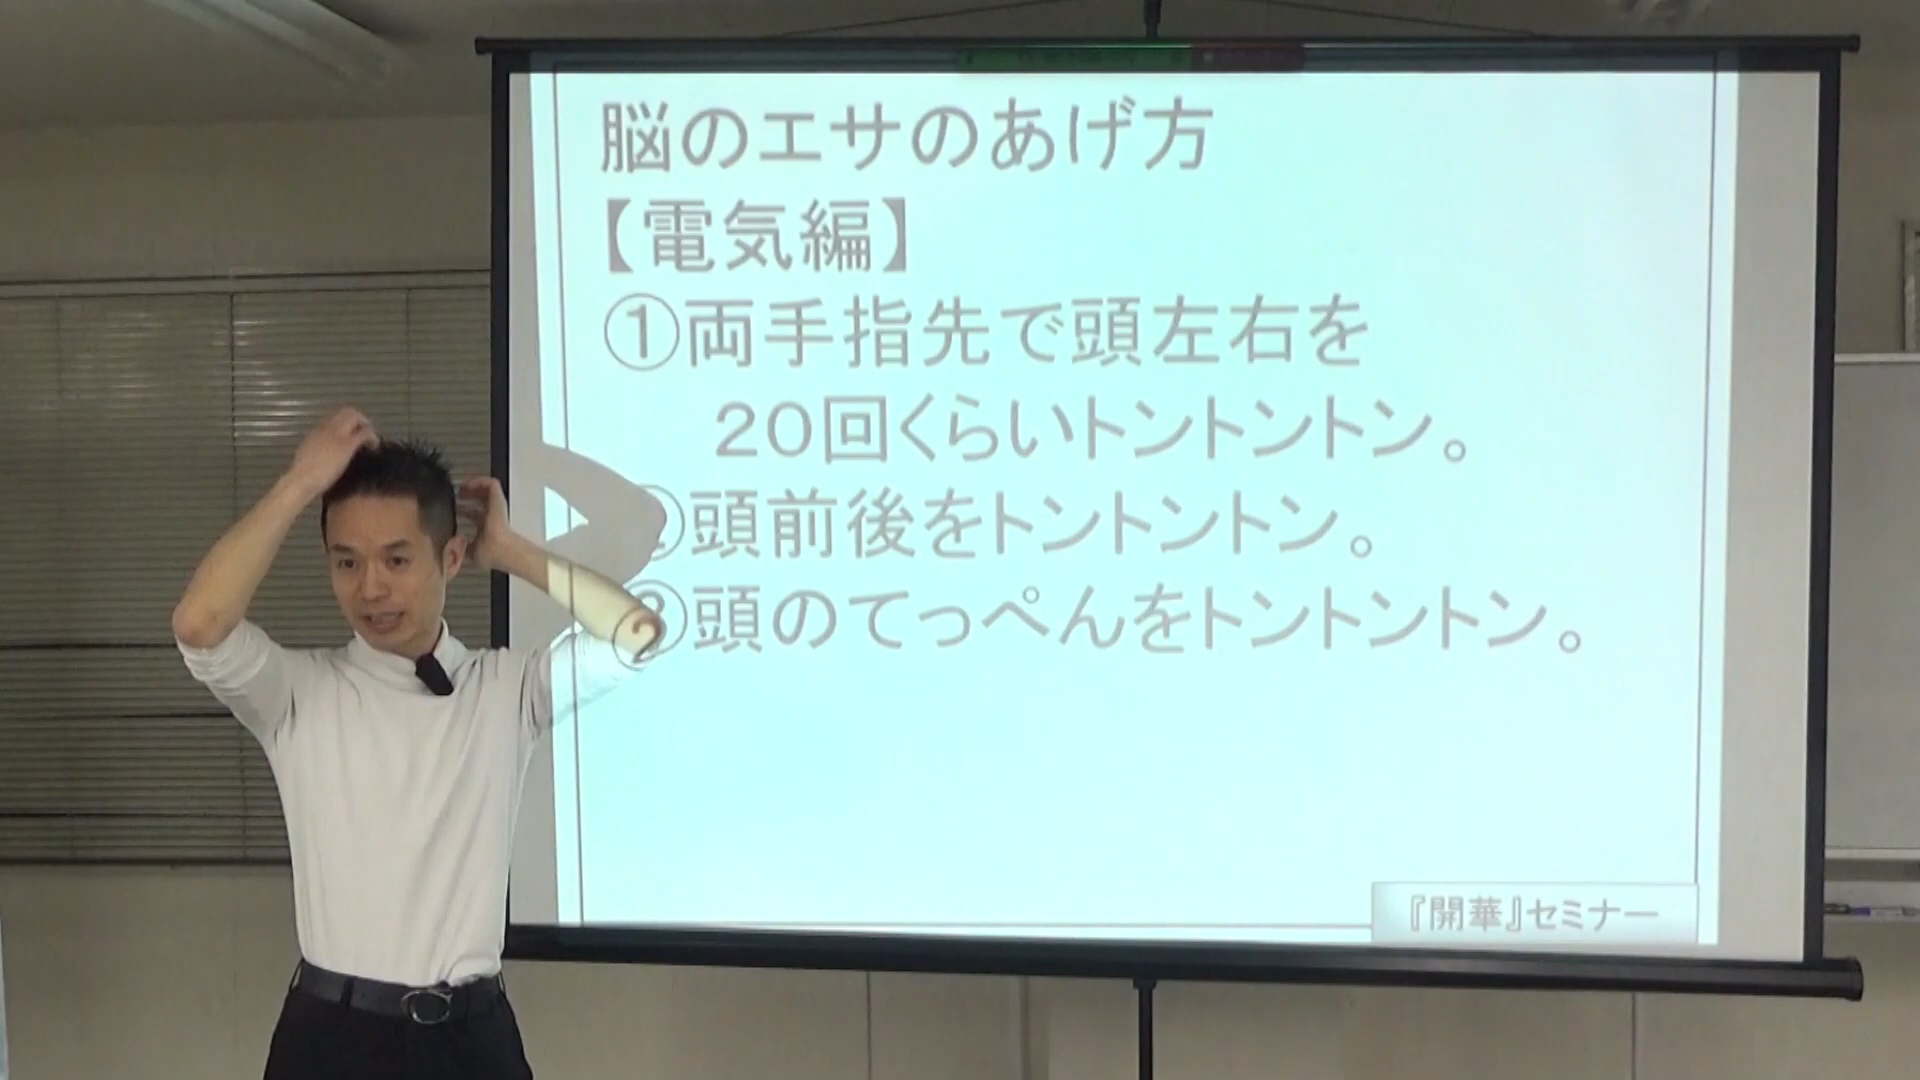 脳のエサのあげ方
【電気編】
①両手指先で頭左右を
20回くらいトントントン。
②頭前後をトントントン。
③頭のてっぺんをトントントン。
『開華』セミナー